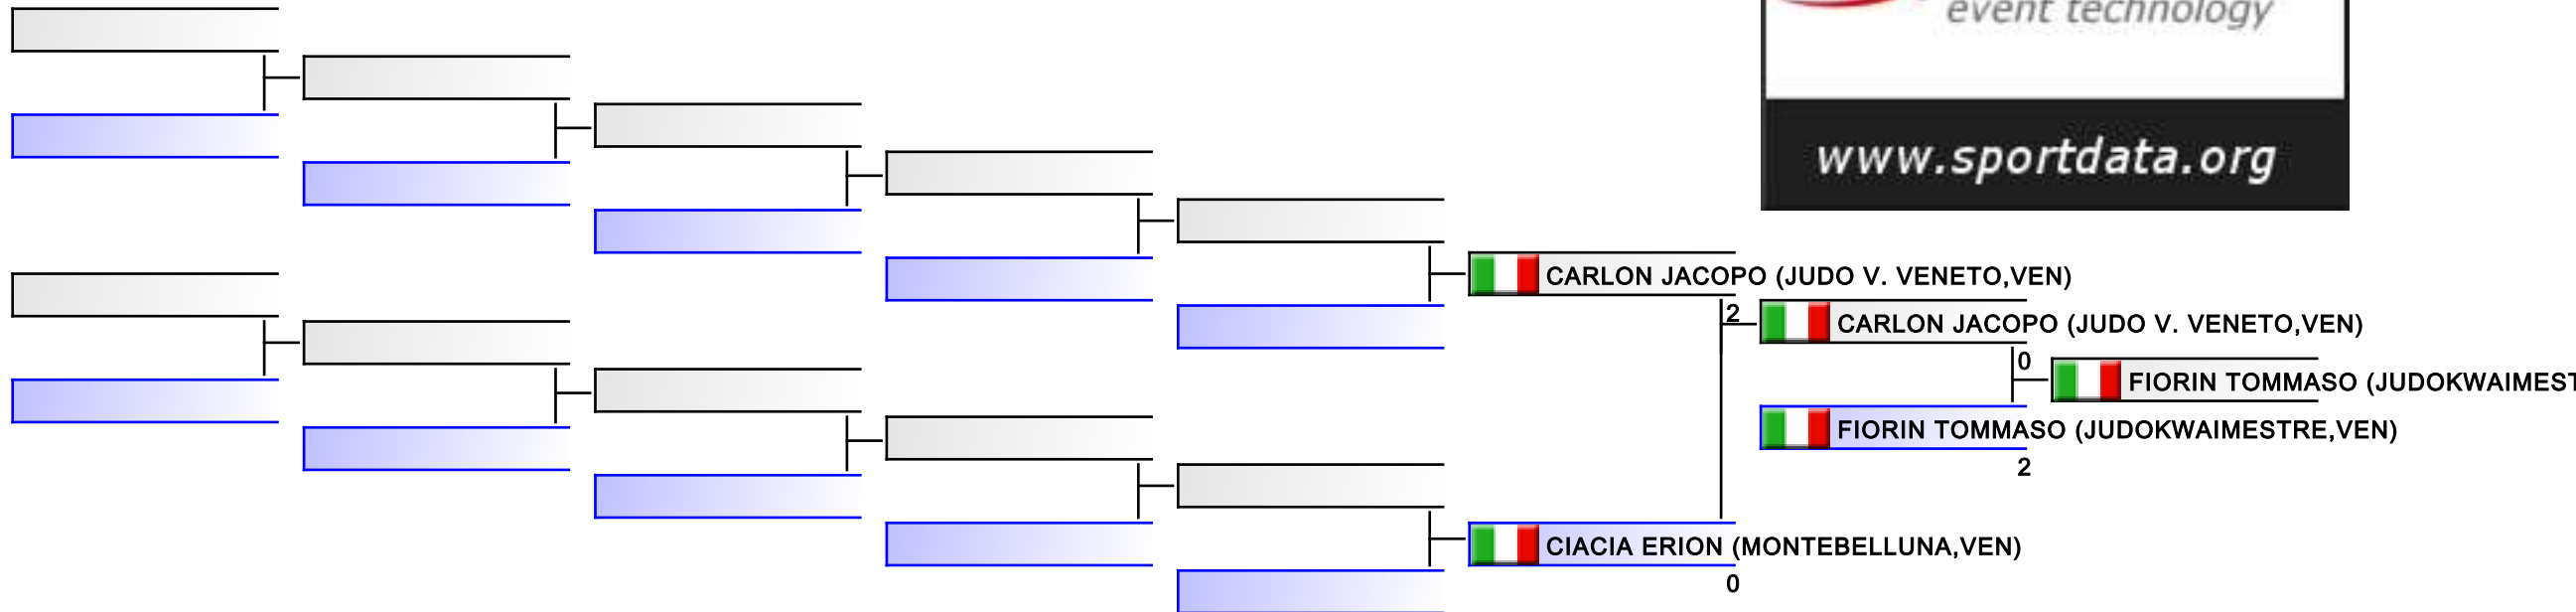 event technology
www.sportdata.org
CARLON JACOPO (JUDO V. VENETO,VEN)
2
CARLON JACOPO (JUDO V. VENETO,VEN)
0
FIORIN TOMMASO (JUDOKWAIMEST
FIORIN TOMMASO (JUDOKWAIMESTRE,VEN)
2
CIACIA ERION (MONTEBELLUNA,VEN)
0